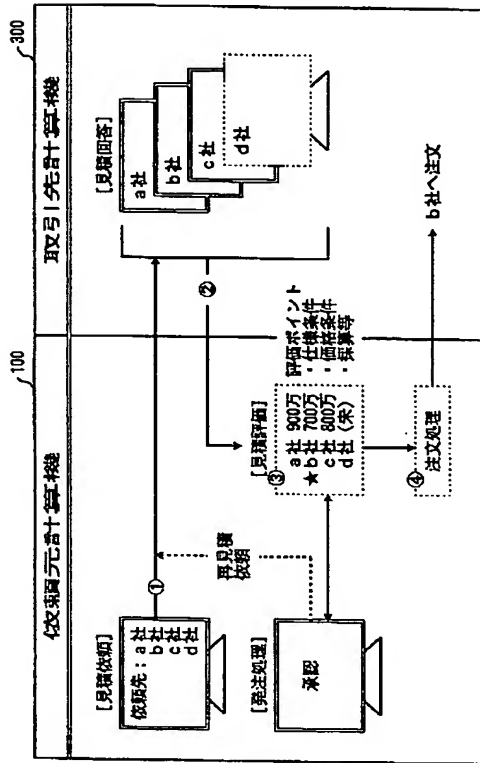 依頼元計算機
100
取引先計算機
300
[見積依頼]
依頼先:a社
b社
c社
d社
①
[見積回答]
a社
b社
c社
d社
②
再見積
依頼
[見積評価]
③
a社 900万
★b社 700万
c社 800万
d社 (未)
評価ポイント
・仕様条件
・価格条件
・採算等
[発注処理]
承認
④
注文処理
b社へ注文